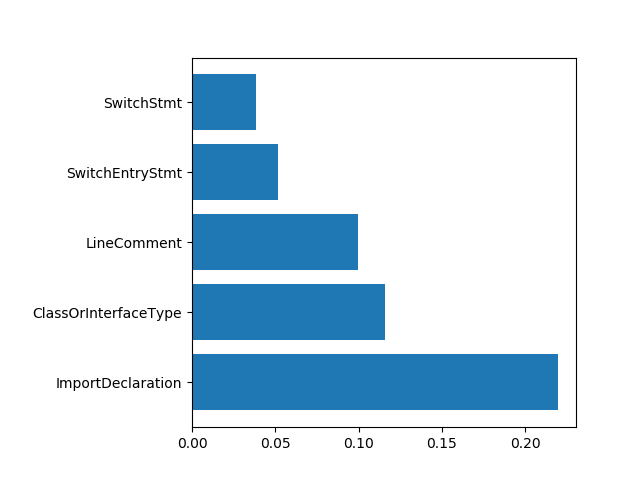 SwitchStmt
SwitchEntryStmt
LineComment
ClassOrInterfaceType
ImportDeclaration
0.00 0.05 0.10 0.15 0.20